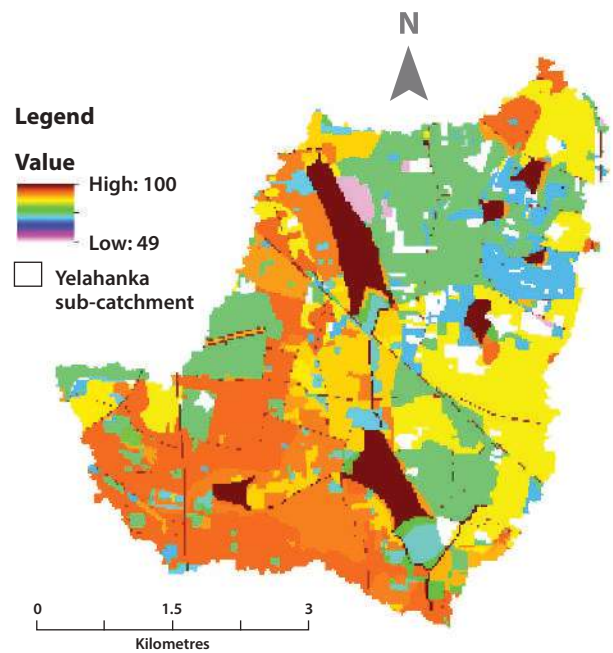 N
Legend
Value
High: 100
Low: 49
Yelahanka
sub-catchment
0 1.5 3
Kilometres